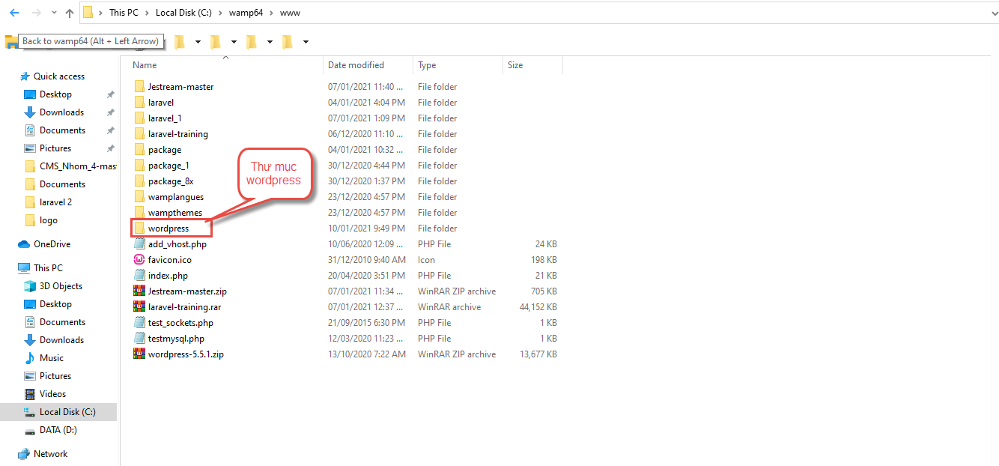 This PC > Local Disk (C:) > wamp64 > www
Back to wamp64 (Alt + Left Arrow)
Name Date modified Type Size
Quick access
Desktop
Downloads
Documents
Pictures
CMS_Nhom_4-mas
Documents
laravel 2
logo
OneDrive
This PC
3D Objects
Desktop
Documents
Downloads
Music
Pictures
Videos
Local Disk (C:)
DATA (D:)
Network
Jestream-master 07/01/2021 11:40 ... File folder
laravel 04/01/2021 4:04 PM File folder
laravel_1 07/01/2021 1:09 PM File folder
laravel-training 06/12/2020 11:10 ... File folder
package 04/01/2021 10:32 ... File folder
package_1 30/12/2020 4:44 PM File folder
package_8x 30/12/2020 1:37 PM File folder
wamplangues 23/12/2020 4:57 PM File folder
wampthemes 23/12/2020 4:57 PM File folder
wordpress 10/01/2021 9:49 PM File folder
add_vhost.php 10/06/2020 12:09 ... PHP File 24 KB
favicon.ico 31/12/2010 9:40 AM Icon 198 KB
index.php 20/04/2020 3:51 PM PHP File 21 KB
Jestream-master.zip 07/01/2021 11:34 ... WinRAR ZIP archive 705 KB
laravel-training.rar 07/01/2021 12:37 ... WinRAR archive 44,152 KB
test_sockets.php 21/09/2015 6:30 PM PHP File 1 KB
testmysql.php 12/03/2020 11:23 ... PHP File 1 KB
wordpress-5.5.1.zip 13/10/2020 7:22 AM WinRAR ZIP archive 13,677 KB
Thư mục
wordpress